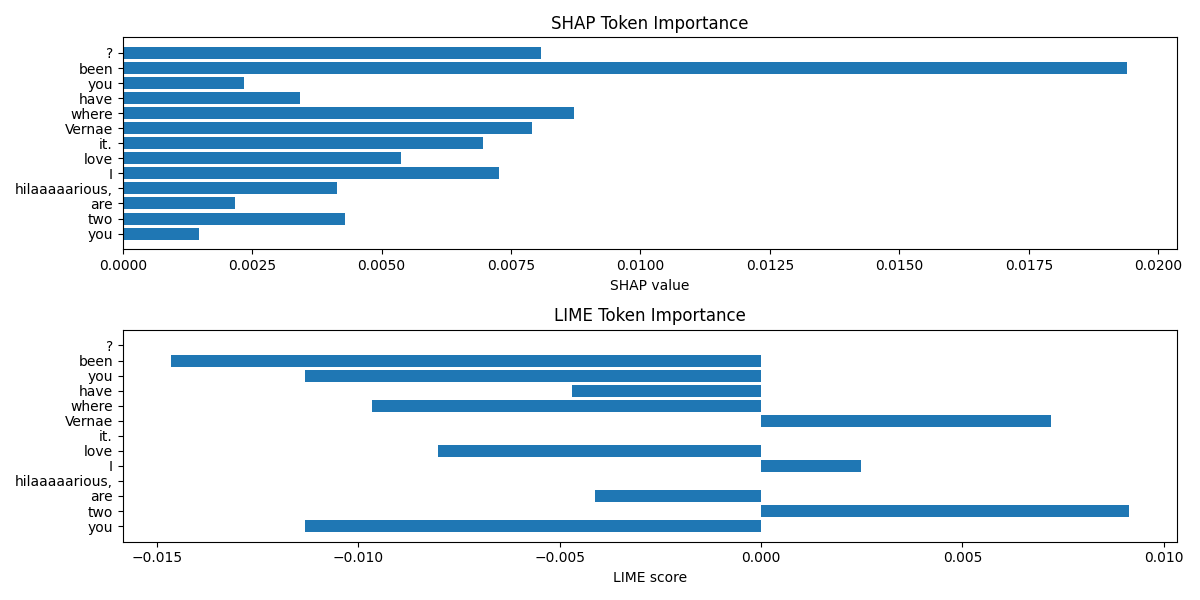 SHAP Token Importance
?
been
you
have
where
Vernae
it.
love
I
hilaaaaarious,
are
two
you
0.0000 0.0025 0.0050 0.0075 0.0100 0.0125 0.0150 0.0175 0.0200
SHAP value
LIME Token Importance
?
been
you
have
where
Vernae
it.
love
I
hilaaaaarious,
are
two
you
−0.015 −0.010 −0.005 0.000 0.005 0.010
LIME score